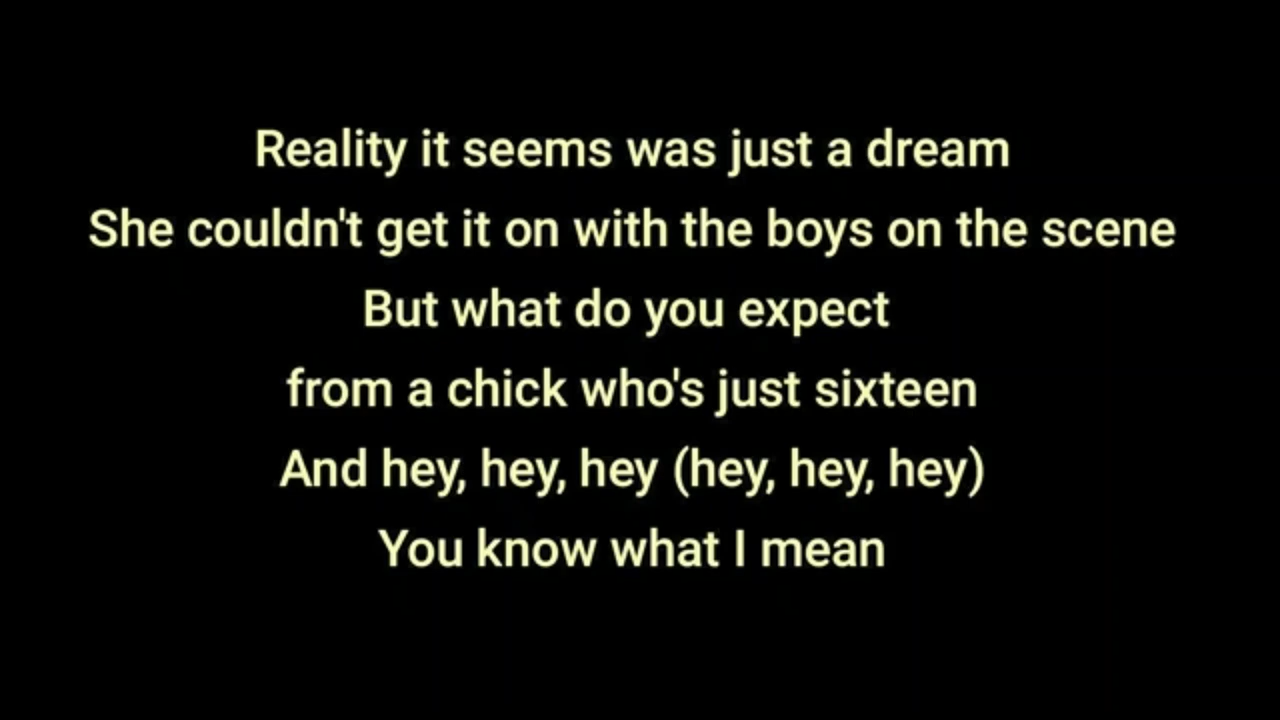 Reality it seems was just a dream
She couldn't get it on with the boys on the scene
But what do you expect
from a chick who's just sixteen
And hey, hey, hey (hey, hey, hey)
You know what I mean